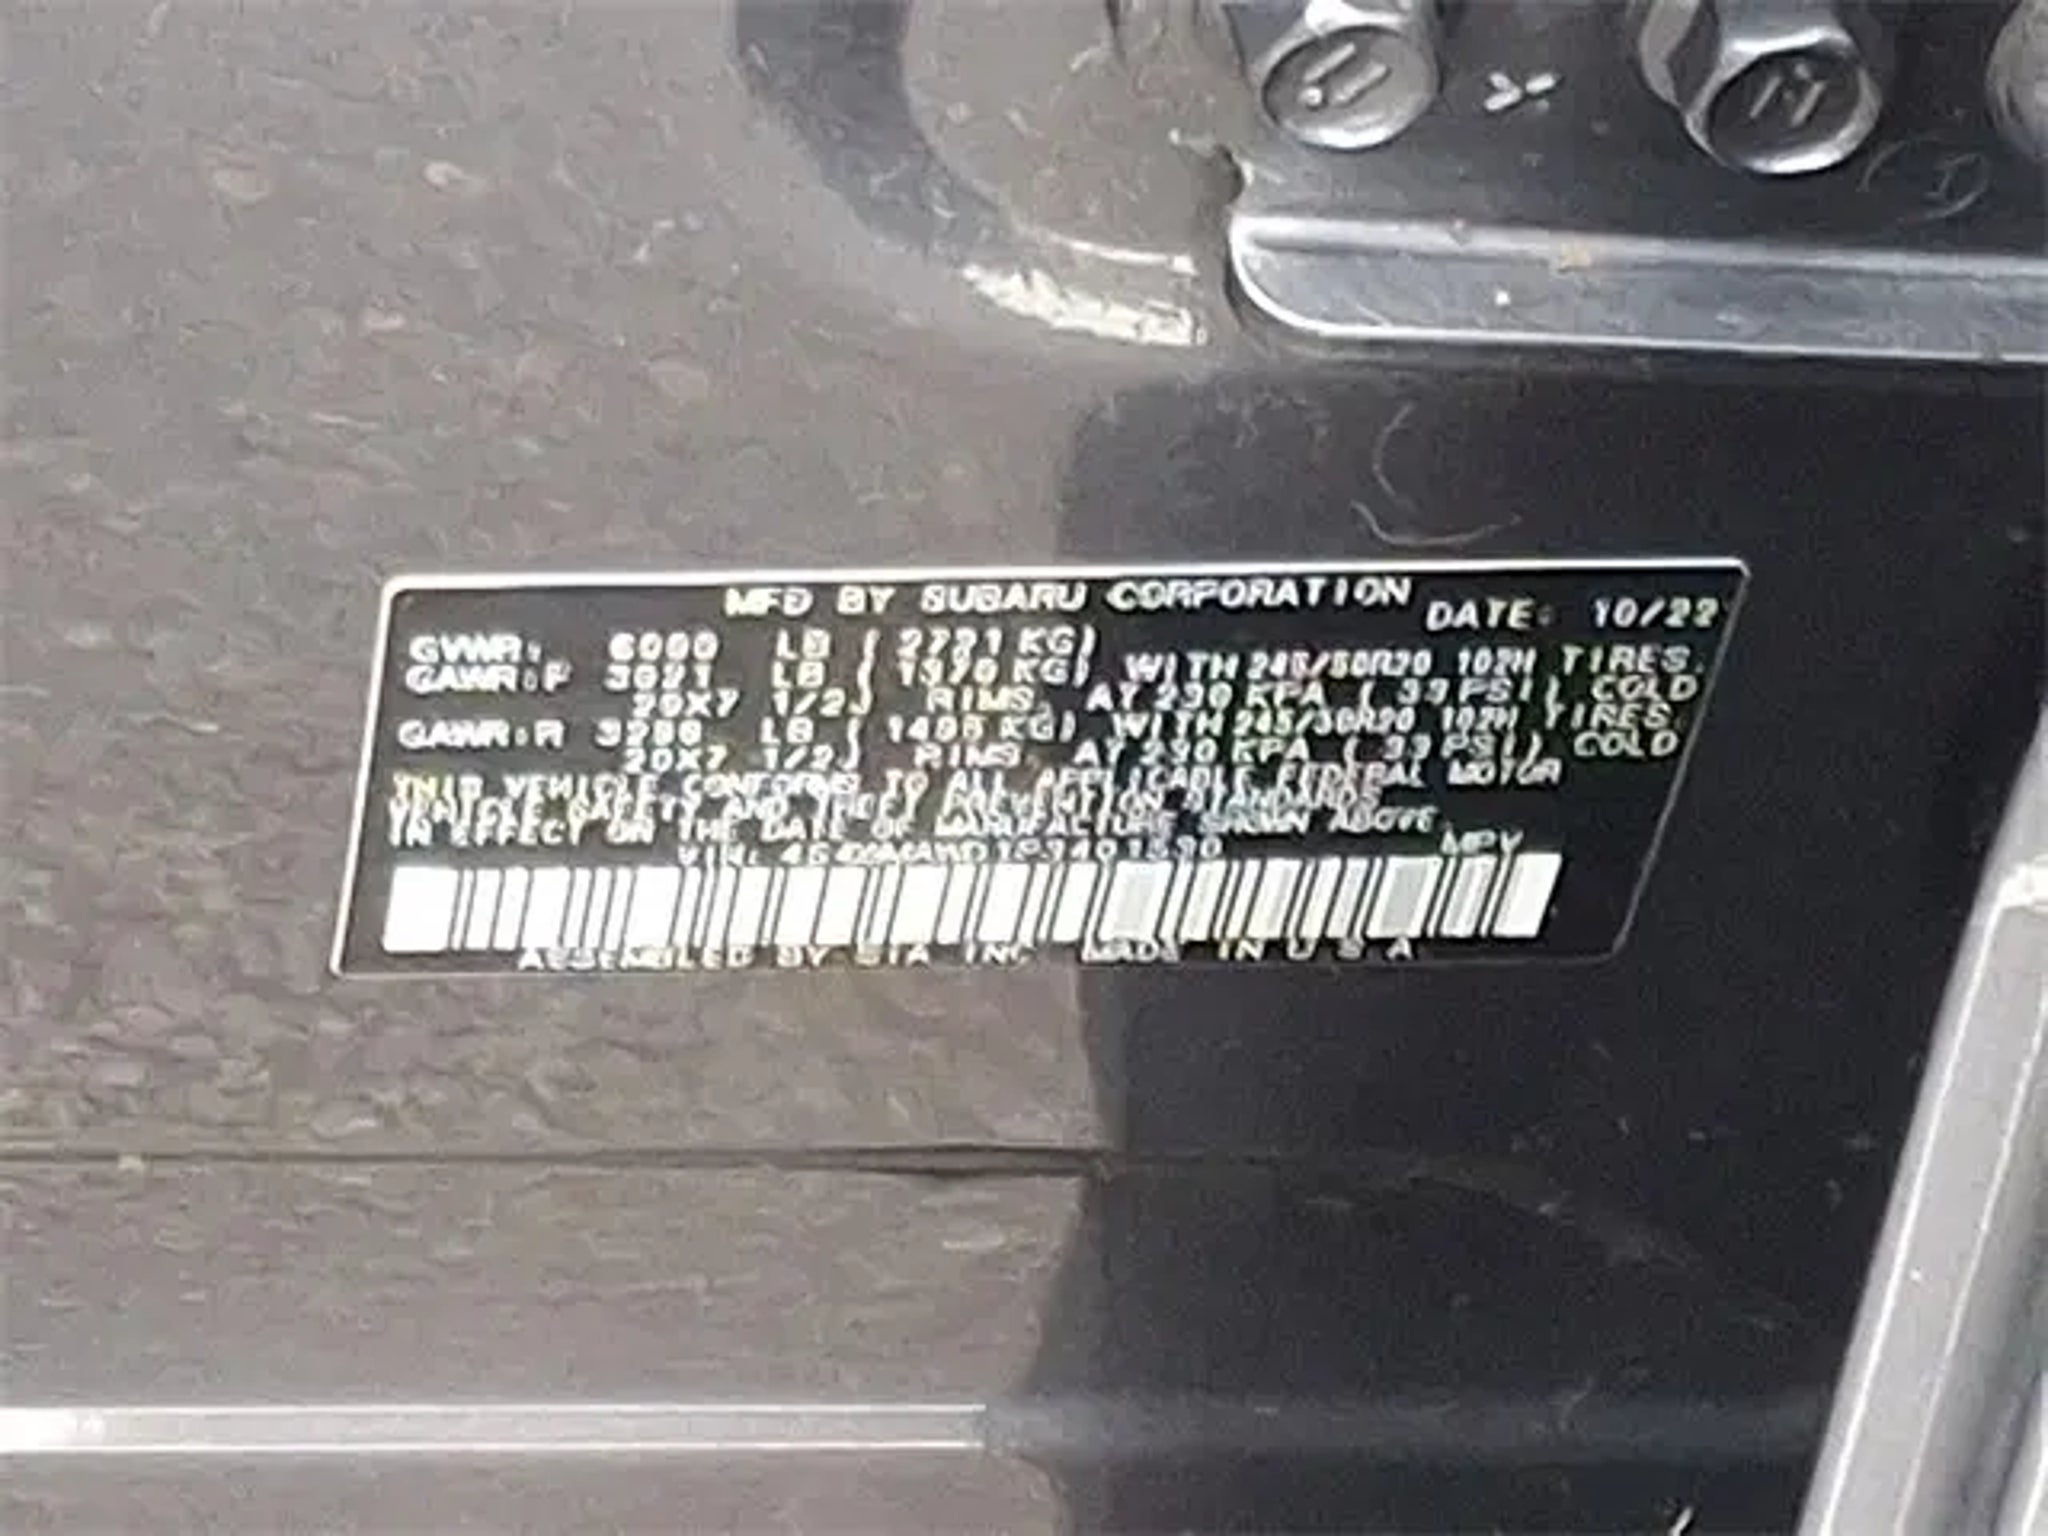 MFD BY SUBARU CORPORATION DATE: 10/22
GVWR: 6000 LB ( 2721 KG)
GAWR:F 3021 LB ( 1370 KG) WITH 245/50R20 102H TIRES.
20X7 1/2J RIMS. AT 230 KPA ( 33 PSI) COLD
GAWR:R LB ( KG) WITH 102H TIRES.
20X7 1/2J RIMS. AT 230 KPA ( 33 PSI) COLD
THIS VEHICLE CONFORMS TO ALL APPLICABLE FEDERAL MOTOR
VEHICLE SAFETY AND THEFT PREVENTION STANDARDS
IN EFFECT ON THE DATE OF MANUFACTURE SHOWN ABOVE.
VIN: MPV
ASSEMBLED BY SIA INC MADE IN U S A